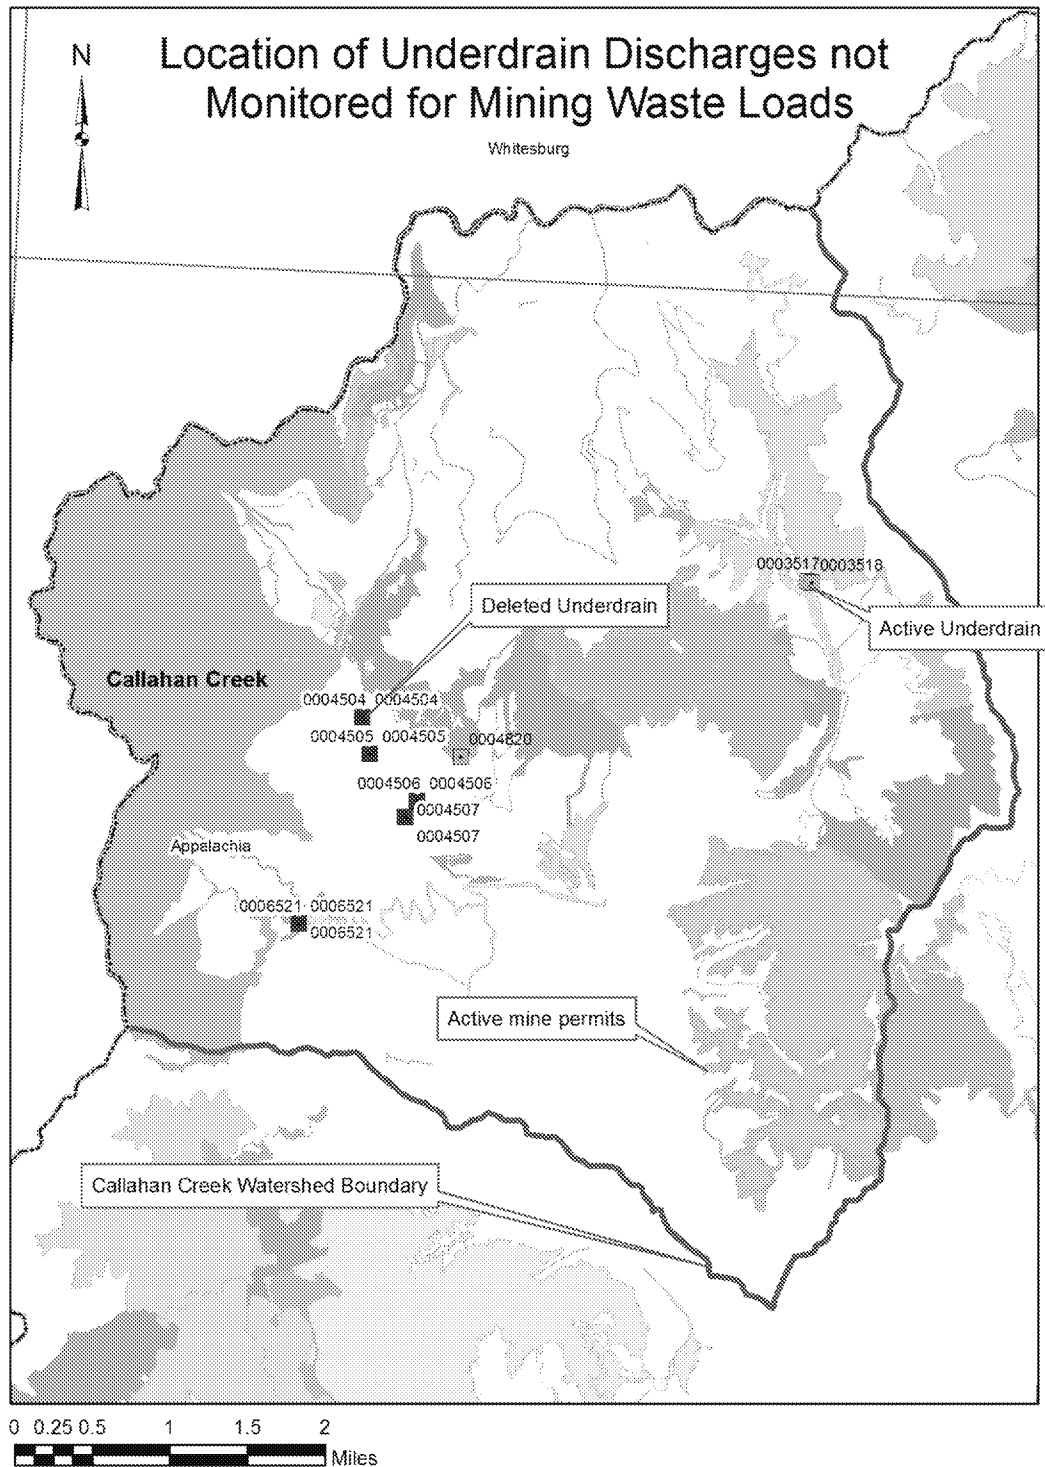 N
Location of Underdrain Discharges not
Monitored for Mining Waste Loads
Whitesburg
0003517 0003518
Deleted Underdrain
Active Underdrain
Callahan Creek
0004504 0004504
0004505 0004505
0004820
0004506 0004506
0004507
0004507
Appalachia
0006521 0006521
0006521
Active mine permits
Callahan Creek Watershed Boundary
0 0.25 0.5 1 1.5 2
Miles